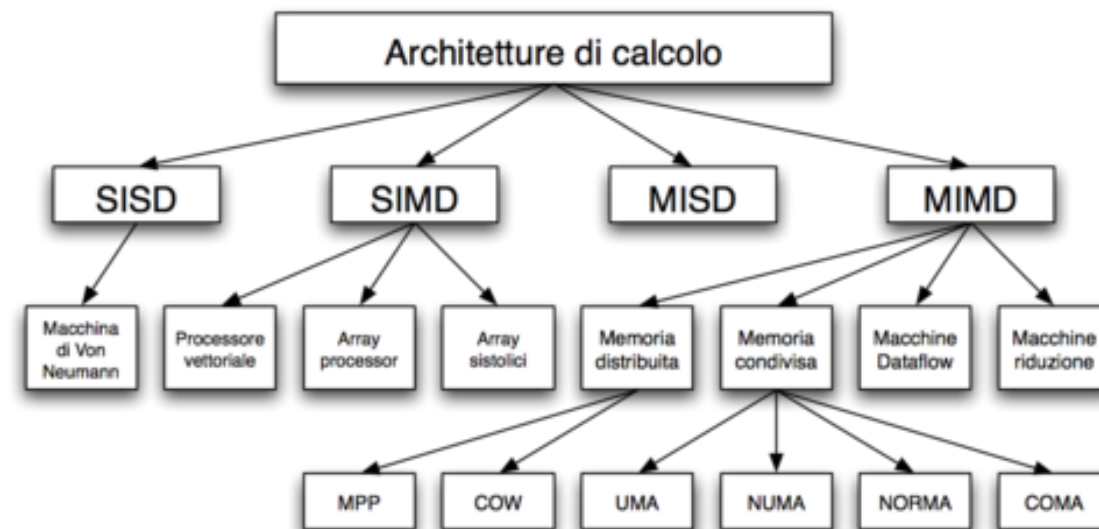 Architetture di calcolo
SISD
SIMD
MISD
MIMD
Macchina
di Von
Neumann
Processore
vettoriale
Array
processor
Array
sistolici
Memoria
distribuita
Memoria
condivisa
Macchine
Dataflow
Macchine
riduzione
MPP
COW
UMA
NUMA
NORMA
COMA